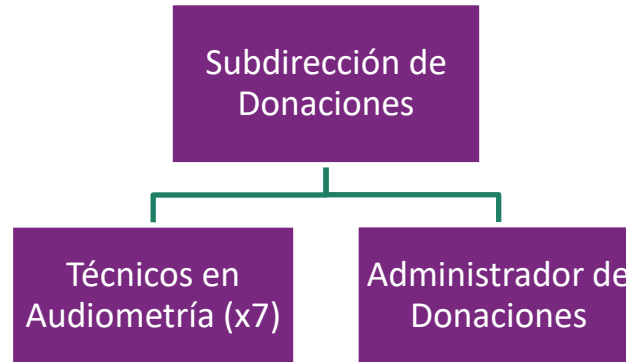 Subdirección de
Donaciones
Técnicos en
Audiometría (x7)
Administrador de
Donaciones